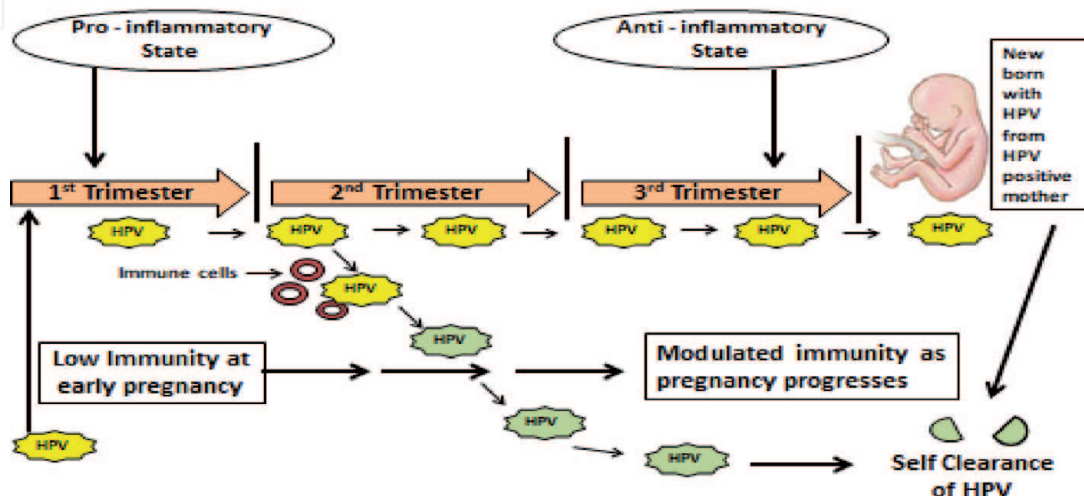 Pro - inflammatory
State
Anti - inflammatory
State
New
born
with
HPV
from
HPV
positive
mother
1st Trimester
2nd Trimester
3rd Trimester
HPV
HPV
HPV
HPV
HPV
HPV
Immune cells
HPV
HPV
Low Immunity at
early pregnancy
Modulated immunity as
pregnancy progresses
HPV
HPV
HPV
Self Clearance
of HPV